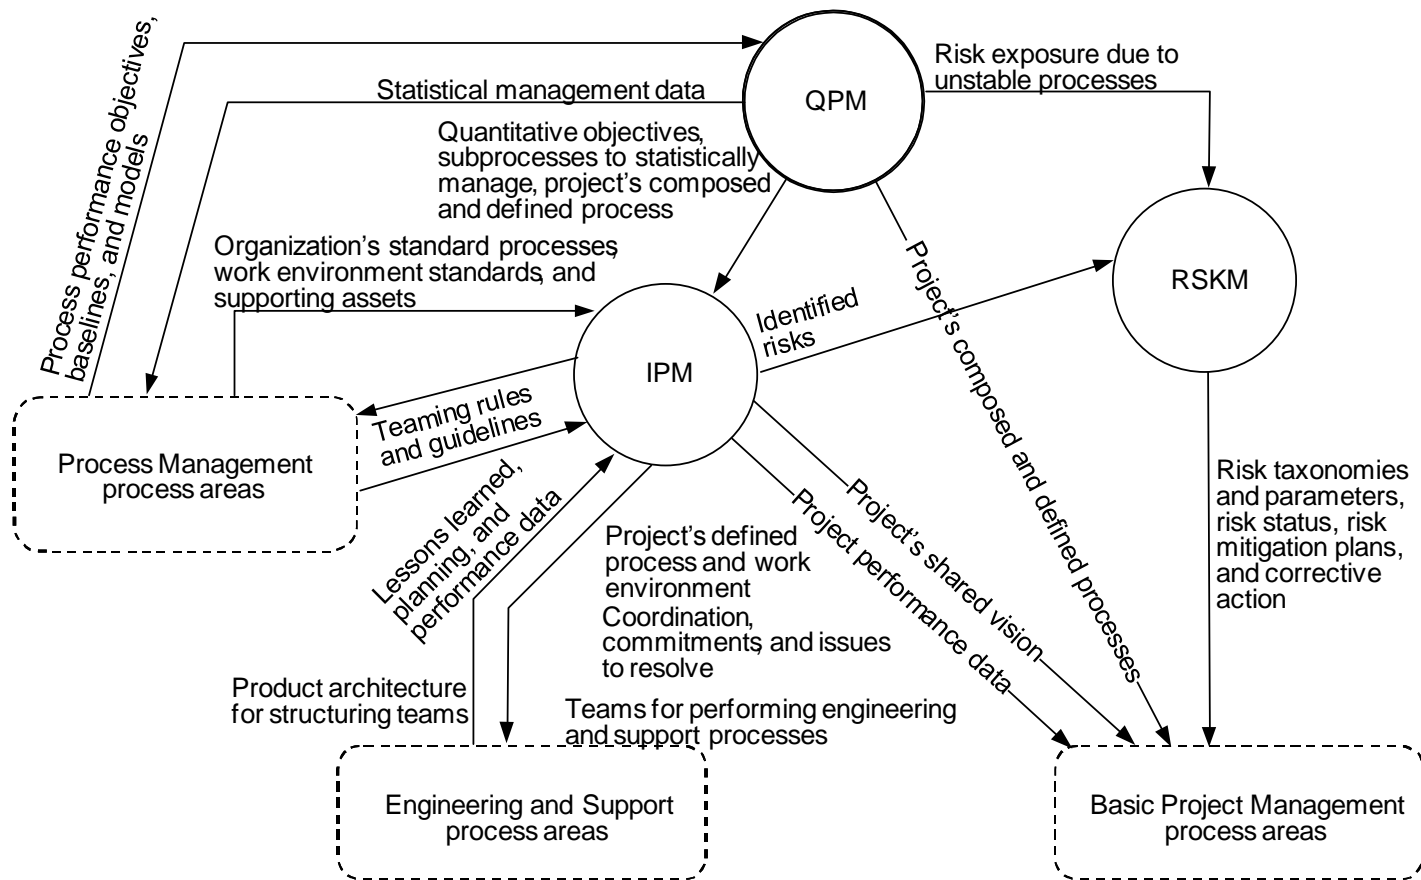 Process performance objectives,
baselines, and models
Statistical management data
QPM
Risk exposure due to
unstable processes
Quantitative objectives,
subprocesses to statistically
manage, project's composed
and defined process
Organization's standard processes,
work environment standards, and
supporting assets
Identified
risks
Project's composed and defined processes
RSKM
IPM
Teaming rules
and guidelines
Process Management
process areas
Lessons learned,
planning, and
performance data
Project's defined
process and work
environment
Coordination,
commitments, and issues
to resolve
Project's shared vision
Project performance data
Risk taxonomies
and parameters,
risk status, risk
mitigation plans,
and corrective
action
Product architecture
for structuring teams
Teams for performing engineering
and support processes
Engineering and Support
process areas
Basic Project Management
process areas